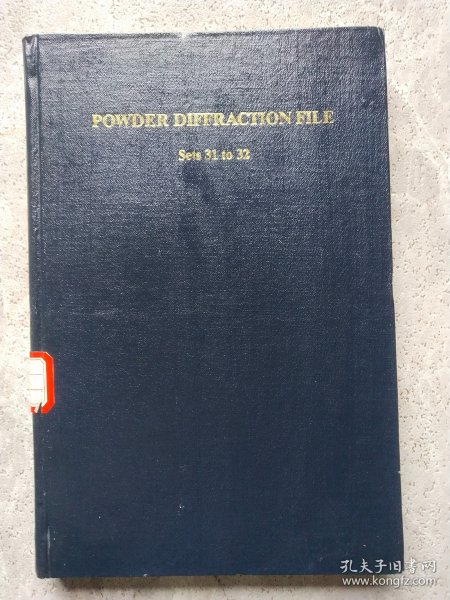 POWDER DIFFRACTION FILE
Sets 31 to 32
孔夫子旧书网
www.kongfz.com